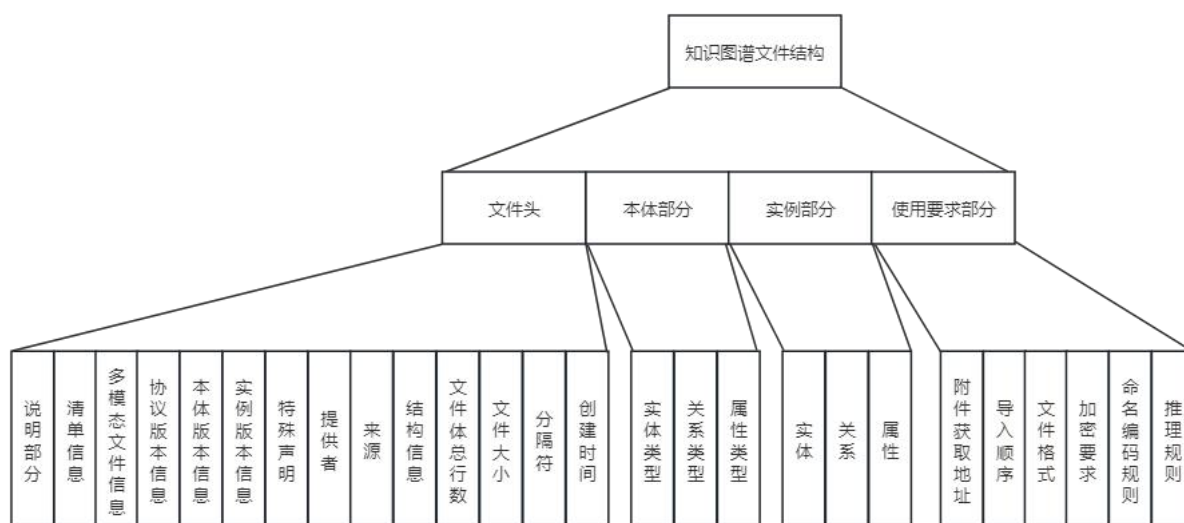 知识图谱文件结构
文件头
本体部分
实例部分
使用要求部分
说明部分
清单信息
多模态文件信息
协议版本信息
本体版本信息
实例版本信息
特殊声明
提供者
来源
结构信息
文件体总行数
文件大小
分隔符
创建时间
实体类型
关系类型
属性类型
实体
关系
属性
附件获取地址
导入顺序
文件格式
加密要求
命名编码规则
推理规则